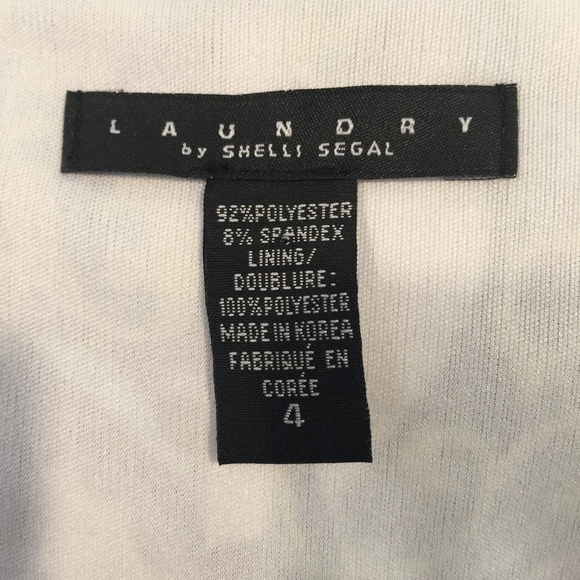 LAUNDRY
by SHELLI SEGAL
92%POLYESTER
8% SPANDEX
LINING/
DOUBLURE:
100%POLYESTER
MADE IN KOREA
FABRIQUÉ EN
CORÉE
4